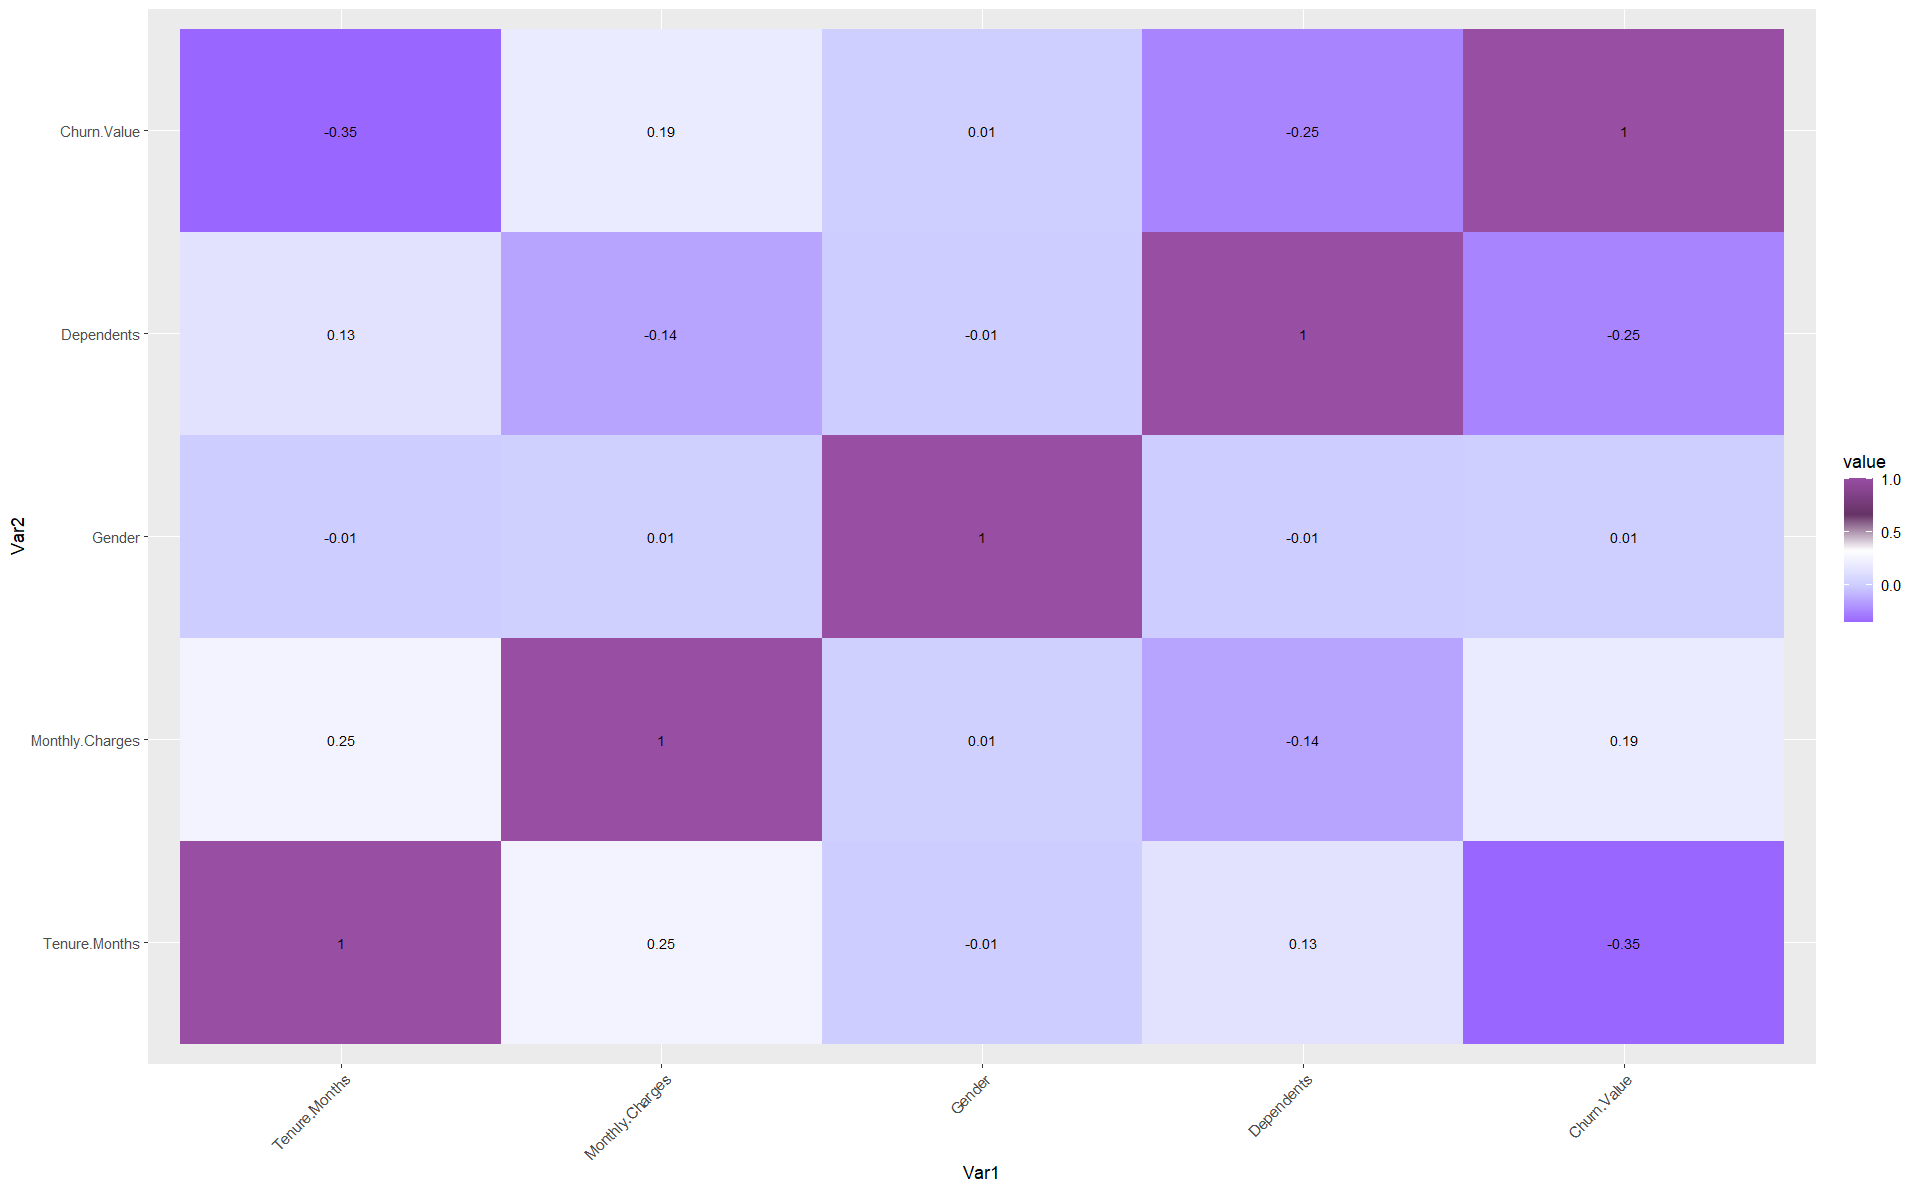 Churn.Value -0.35 0.19 0.01 -0.25 1
Dependents 0.13 -0.14 -0.01 1 -0.25
Gender -0.01 0.01 1 -0.01 0.01
Monthly.Charges 0.25 1 0.01 -0.14 0.19
Tenure.Months 1 0.25 -0.01 0.13 -0.35
Tenure.Months Monthly.Charges Gender Dependents Churn.Value
Var1
Var2
value
1.0
0.5
0.0